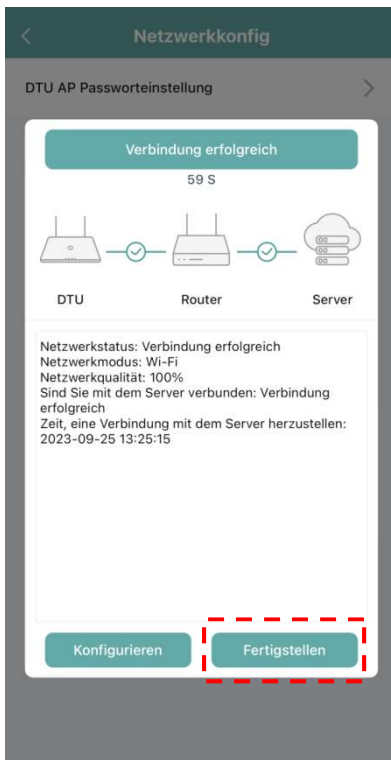 Netzwerkkonfig
DTU AP Passworteinstellung
Verbindung erfolgreich
59 S
DTU Router Server
Netzwerkstatus: Verbindung erfolgreich
Netzwerkmodus: Wi-Fi
Netzwerkqualität: 100%
Sind Sie mit dem Server verbunden: Verbindung
erfolgreich
Zeit, eine Verbindung mit dem Server herzustellen:
2023-09-25 13:25:15
Konfigurieren Fertigstellen